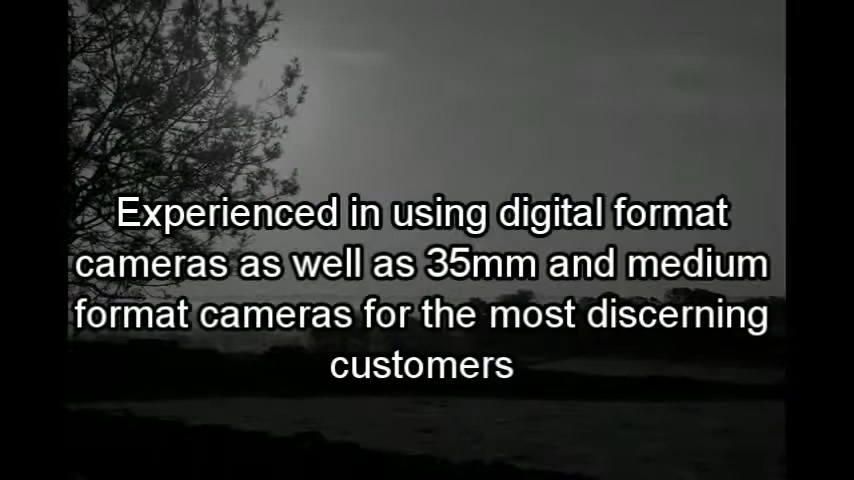 Experienced in using digital format
cameras as well as 35mm and medium
format cameras for the most discerning
customers